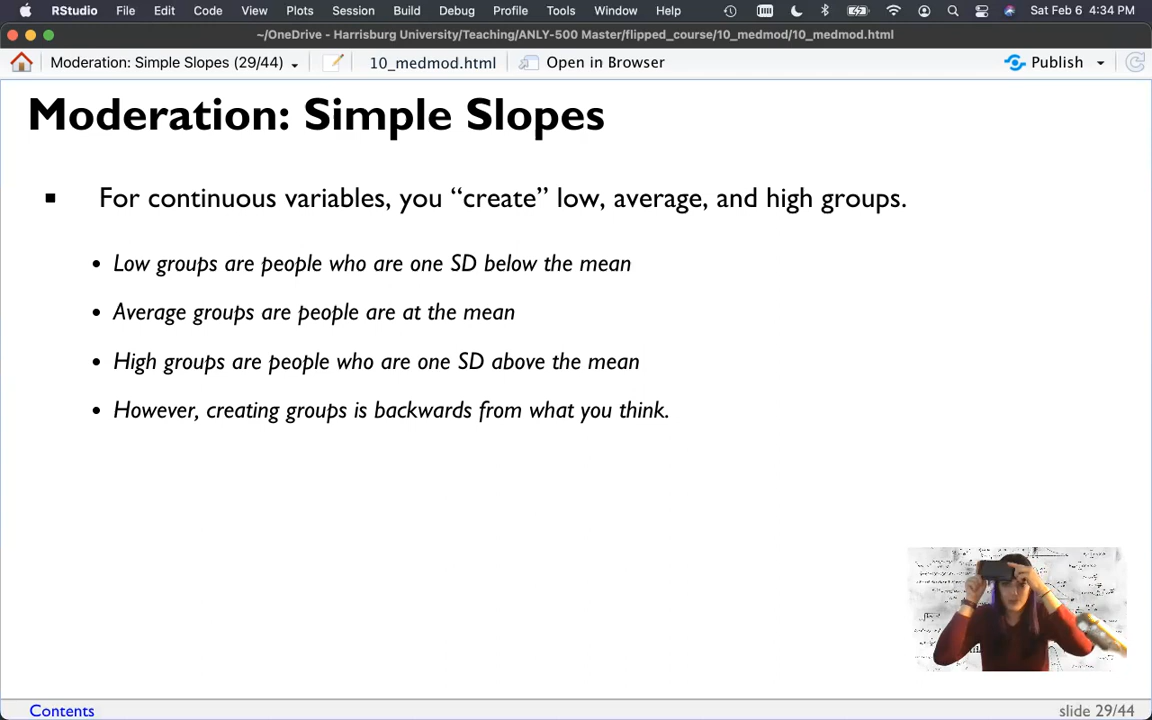 RStudio File Edit Code View Plots Session Build Debug Profile Tools Window Help Sat Feb 6 4:34 PM
~/OneDrive - Harrisburg University/Teaching/ANLY-500 Master/flipped_course/10_medmod/10_medmod.html
Moderation: Simple Slopes (29/44) 10_medmod.html Open in Browser Publish
Moderation: Simple Slopes
For continuous variables, you “create” low, average, and high groups.
• Low groups are people who are one SD below the mean
• Average groups are people are at the mean
• High groups are people who are one SD above the mean
• However, creating groups is backwards from what you think.
Contents slide 29/44